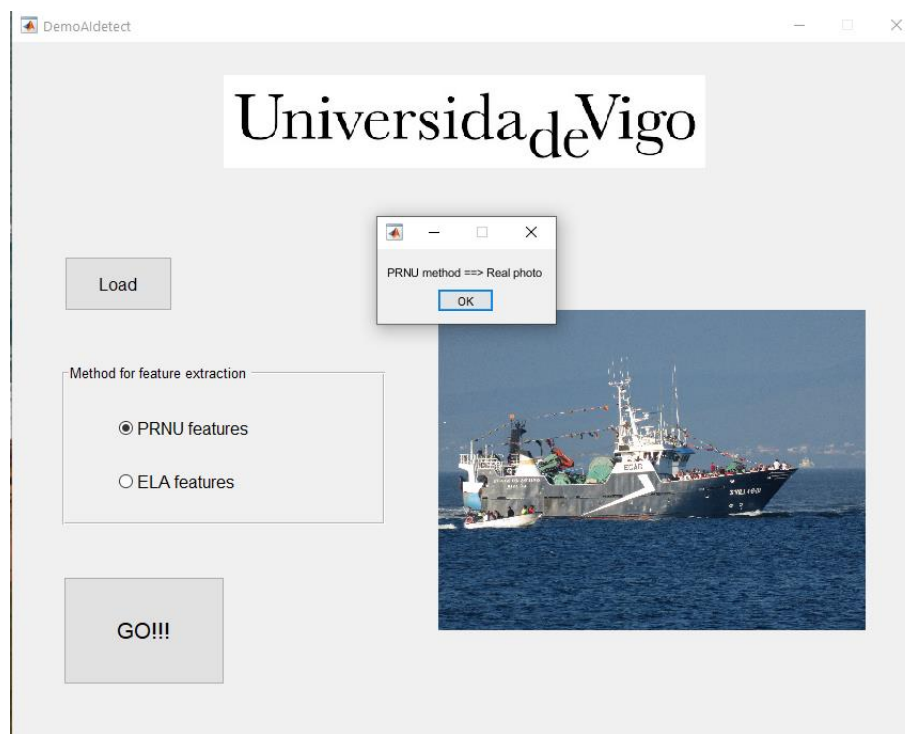 DemoAIdetect
UniversidadeVigo
PRNU method ==> Real photo
OK
Load
Method for feature extraction
PRNU features
ELA features
GO!!!